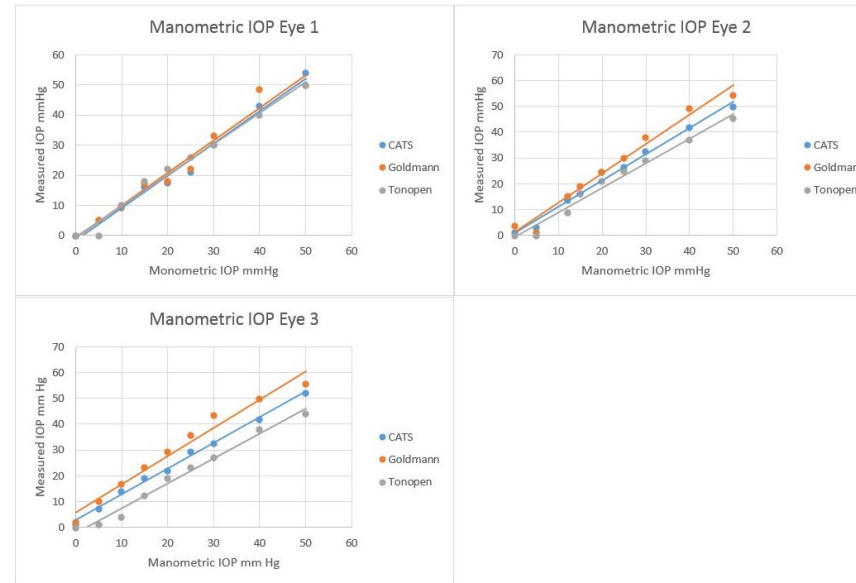 Manometric IOP Eye 1
Measured IOP mmHg
60
50
40
30
20
10
0
0 10 20 30 40 50 60
Monometric IOP mmHg
CATS
Goldmann
Tonopen
Manometric IOP Eye 2
Measured IOP mmHg
70
60
50
40
30
20
10
0
0 10 20 30 40 50 60
Manometric IOP mmHg
CATS
Goldman
Tonopen
Manometric IOP Eye 3
Measured IOP mm Hg
70
60
50
40
30
20
10
0
0 10 20 30 40 50 60
Manometric IOP mm Hg
CATS
Goldmann
Tonopen